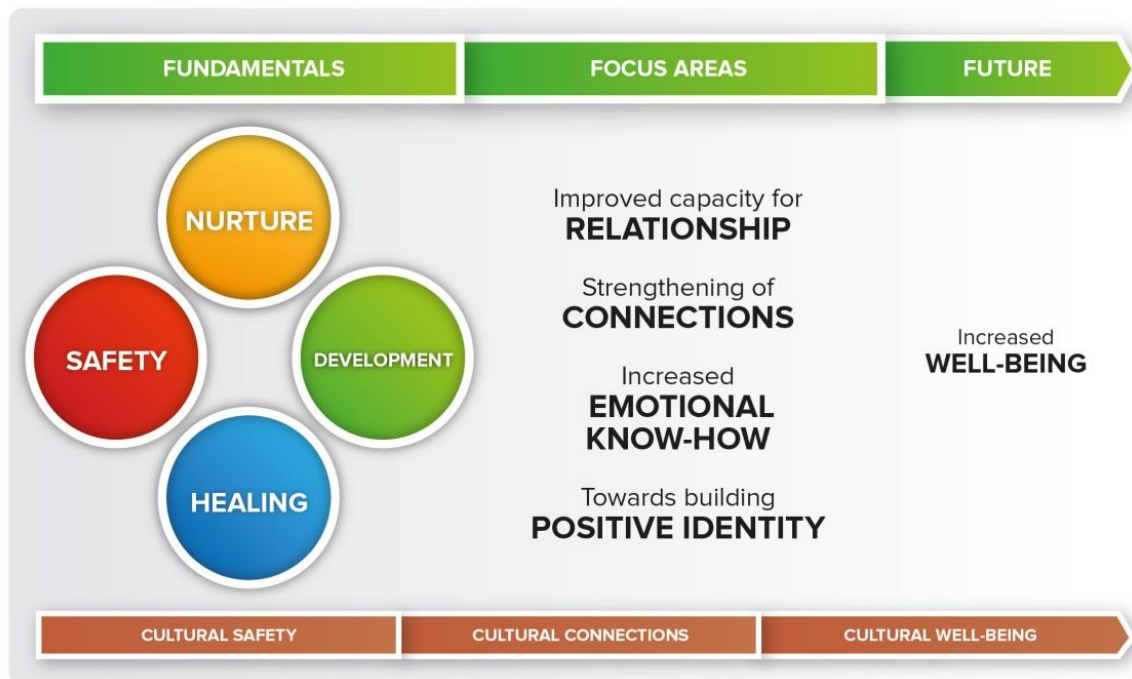 FUNDAMENTALS
FOCUS AREAS
FUTURE
NURTURE
SAFETY
DEVELOPMENT
HEALING
Improved capacity for
RELATIONSHIP
Strengthening of
CONNECTIONS
Increased
EMOTIONAL
KNOW-HOW
Towards building
POSITIVE IDENTITY
Increased
WELL-BEING
CULTURAL SAFETY
CULTURAL CONNECTIONS
CULTURAL WELL-BEING